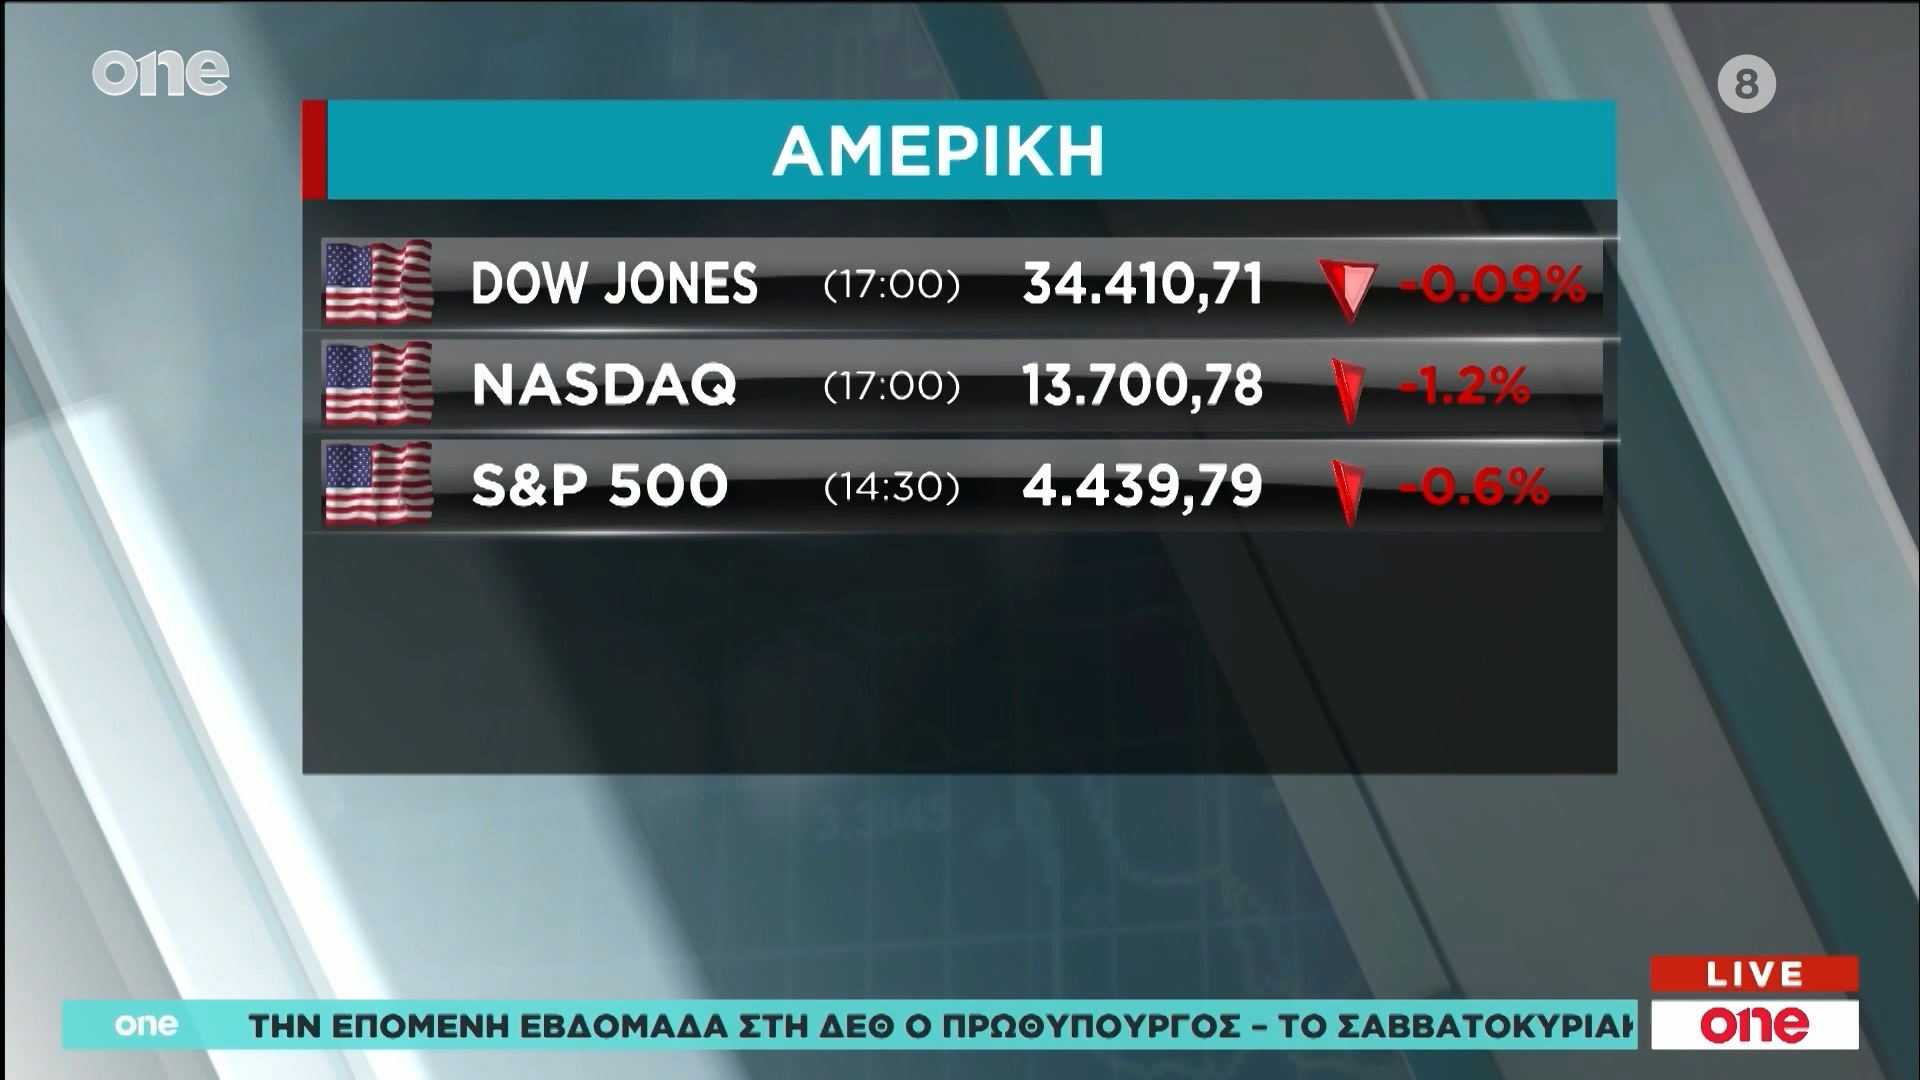 one
8
ΑΜΕΡΙΚΗ
DOW JONES (17:00) 34.410,71 -0.09%
NASDAQ (17:00) 13.700,78 -1.2%
S&P 500 (14:30) 4.439,79 -0.6%
3.3045
LIVE
one ΤΗΝ ΕΠΟΜΕΝΗ ΕΒΔΟΜΑΔΑ ΣΤΗ ΔΕΘ Ο ΠΡΩΘΥΠΟΥΡΓΟΣ – ΤΟ ΣΑΒΒΑΤΟΚΥΡΙΑΚ
one